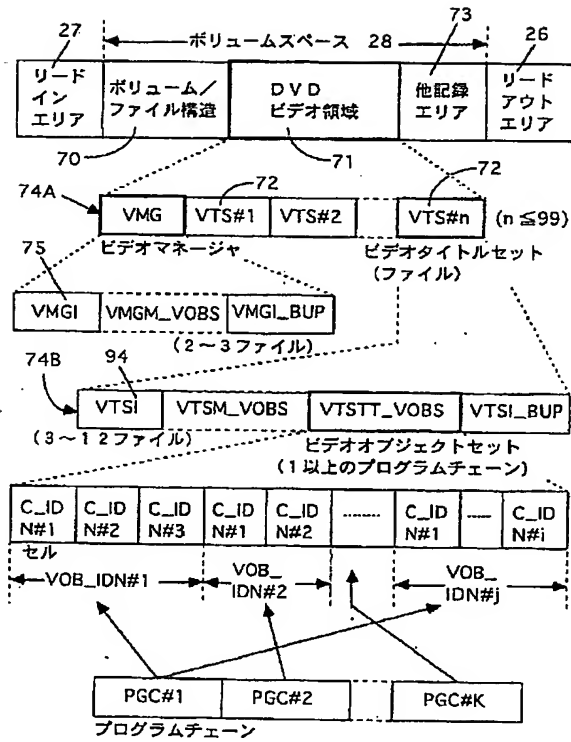 27
ボリュームスペース 28
73
26
リード
イン
エリア
ボリューム/
ファイル構造
DVD
ビデオ領域
他記録
エリア
リード
アウト
エリア
70
71
72
72
74A
VMG
VTS#1
VTS#2
VTS#n
(n≦99)
ビデオマネージャ
ビデオタイトルセット
(ファイル)
75
VMGI
VMGM_VOBS
VMGI_BUP
(2~3ファイル)
74B
94
VTSI
VTSM_VOBS
VTSTT_VOBS
VTSI_BUP
(3~12ファイル)
ビデオオブジェクトセット
(1以上のプログラムチェーン)
C_ID
N#1
C_ID
N#2
C_ID
N#3
C_ID
N#1
C_ID
N#2
........
C_ID
N#1
.....
C_ID
N#i
セル
VOB_IDN#1
VOB_
IDN#2
VOB_
IDN#j
PGC#1
PGC#2
PGC#K
プログラムチェーン